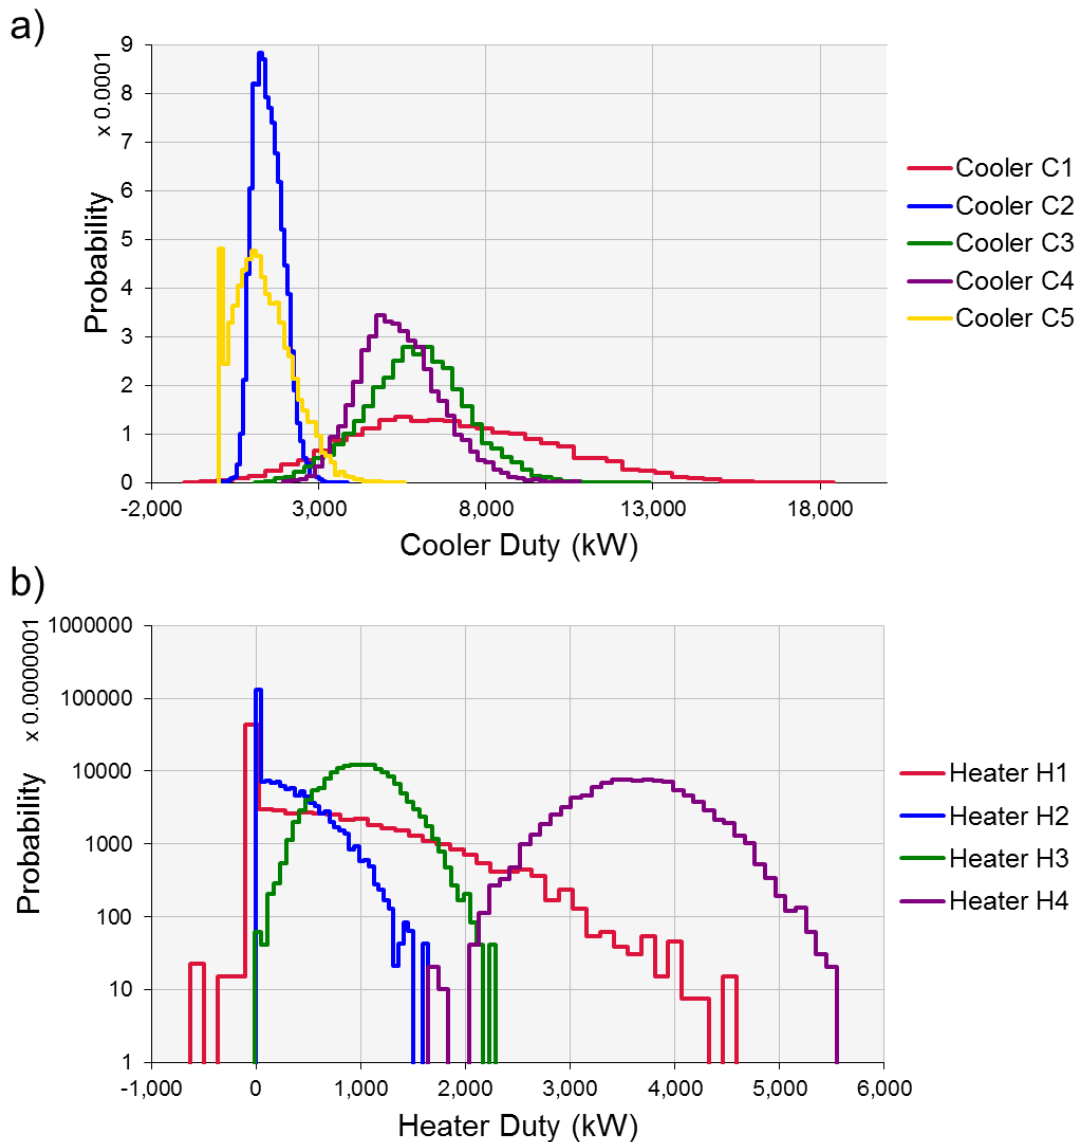 a)
x 0.0001
Probability
9
8
7
6
5
4
3
2
1
0
-2,000 3,000 8,000 13,000 18,000
Cooler Duty (kW)
Cooler C1
Cooler C2
Cooler C3
Cooler C4
Cooler C5
b)
x 0.0000001
Probability
1000000
100000
10000
1000
100
10
1
-1,000 0 1,000 2,000 3,000 4,000 5,000 6,000
Heater Duty (kW)
Heater H1
Heater H2
Heater H3
Heater H4